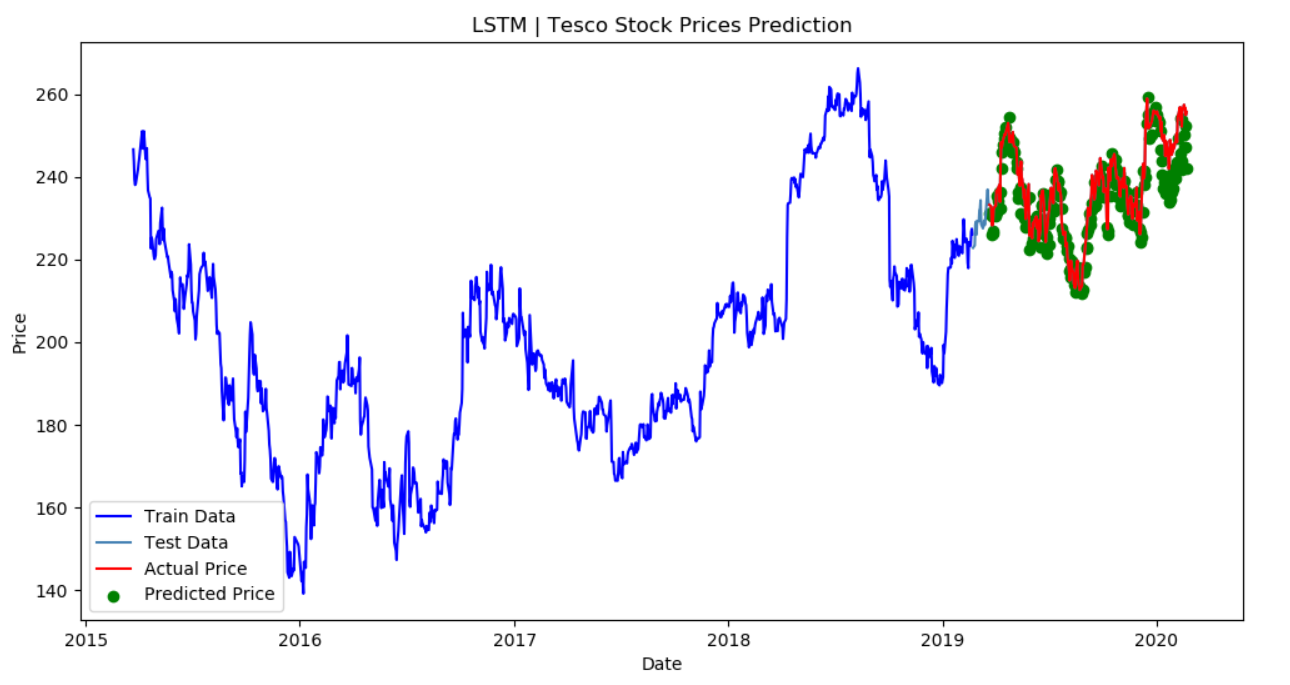 LSTM | Tesco Stock Prices Prediction
260
240
220
200
180
160
140
Price
Train Data
Test Data
Actual Price
Predicted Price
2015 2016 2017 2018 2019 2020
Date